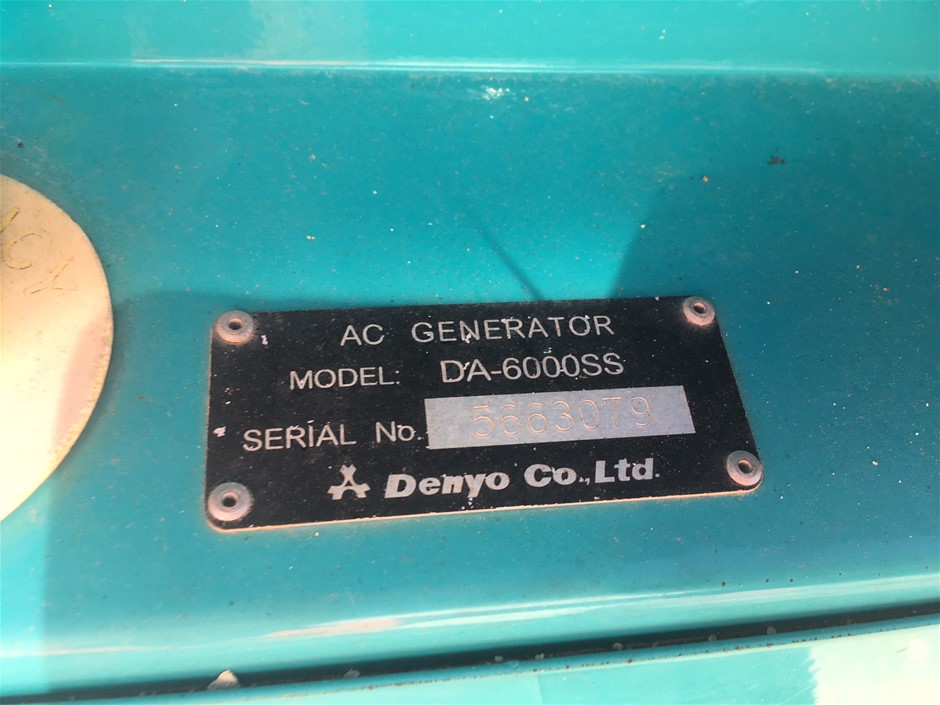 AC GENERATOR
MODEL: DA-6000SS
SERIAL No. 5663079
Denyo Co.,Ltd.